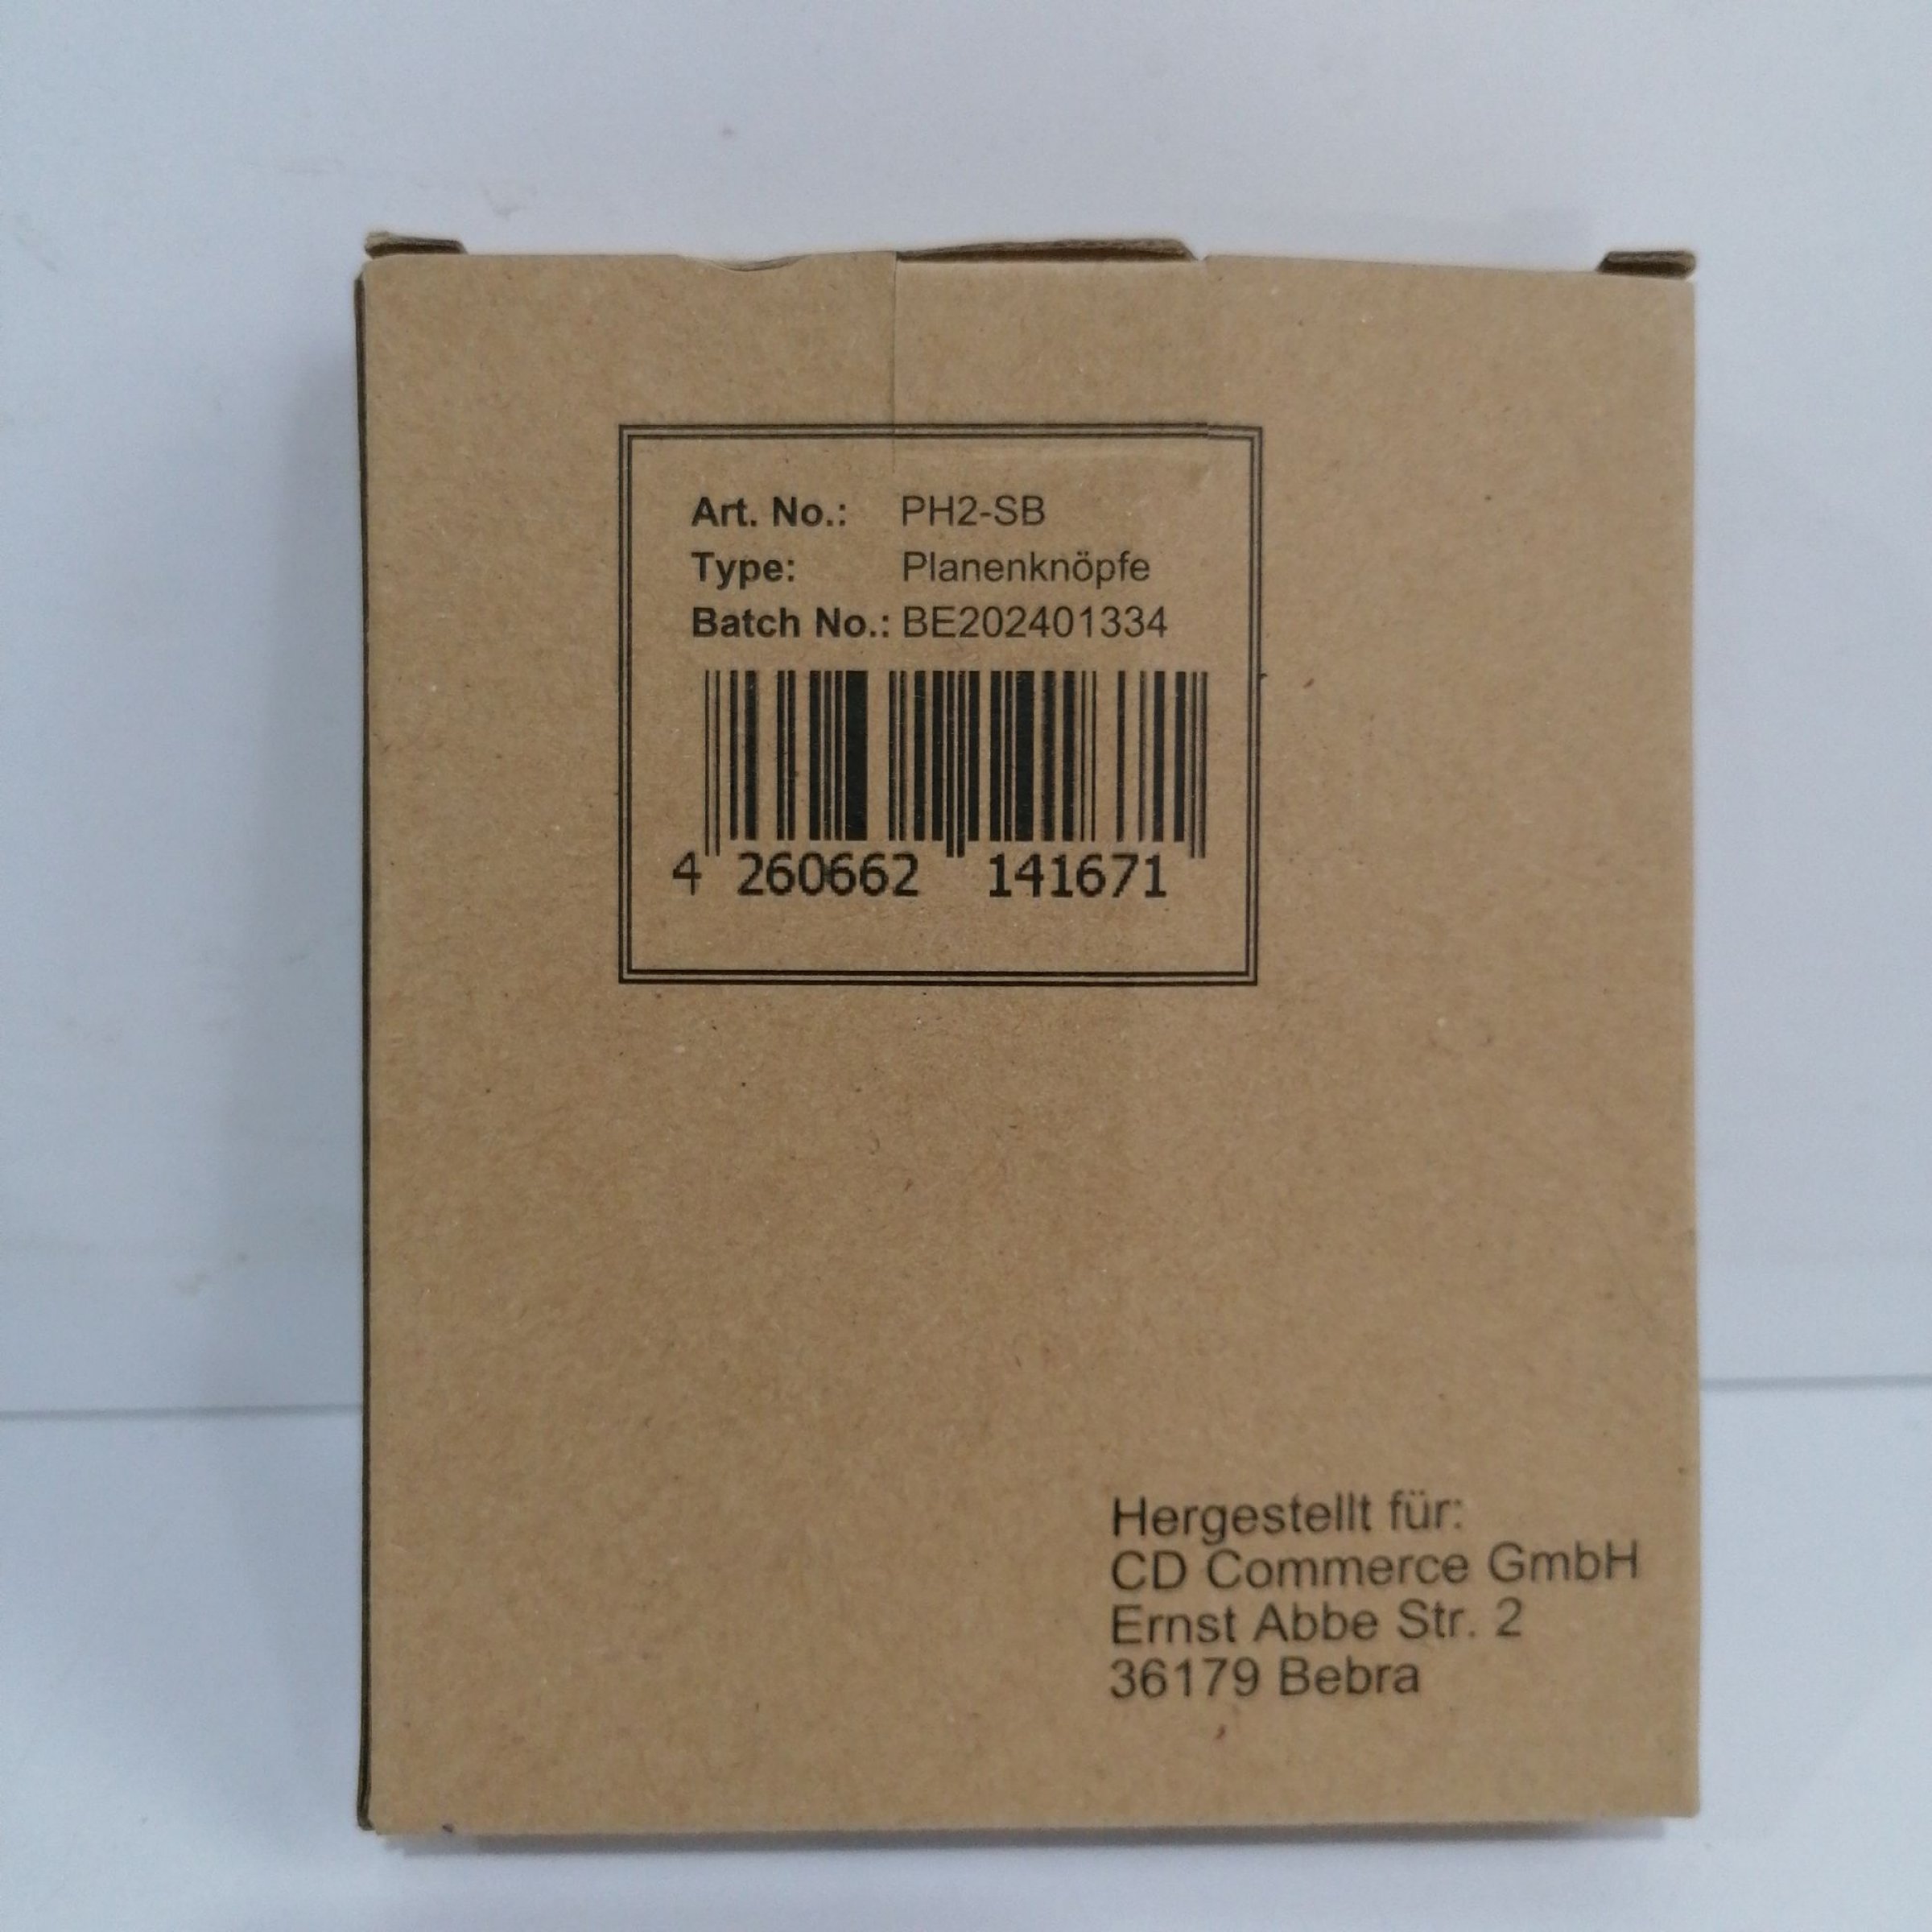 Art. No.: PH2-SB
Type: Planenknöpfe
Batch No.: BE202401334
4 260662 141671
Hergestellt für:
CD Commerce GmbH
Ernst Abbe Str. 2
36179 Bebra